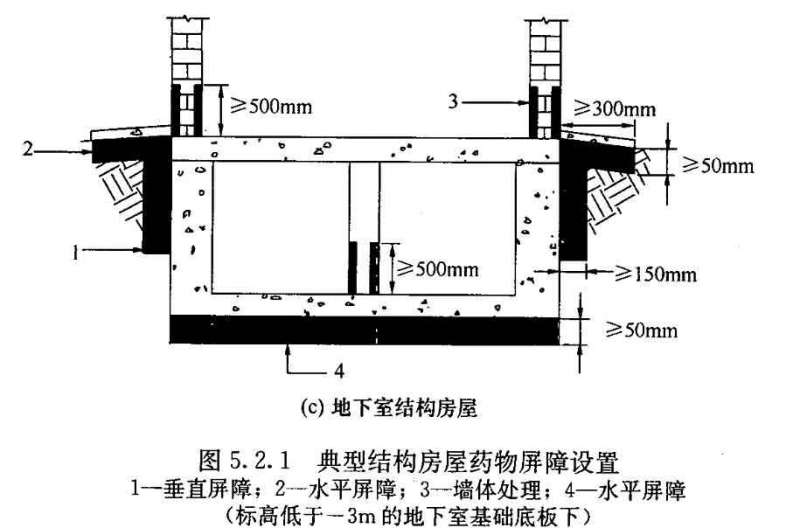 ≥500mm
3
≥300mm
2
≥50mm
1
≥500mm
≥150mm
≥50mm
4
(c) 地下室结构房屋
图 5.2.1 典型结构房屋药物屏障设置
1—垂直屏障；2—水平屏障；3—墙体处理；4—水平屏障
（标高低于－3m 的地下室基础底板下）